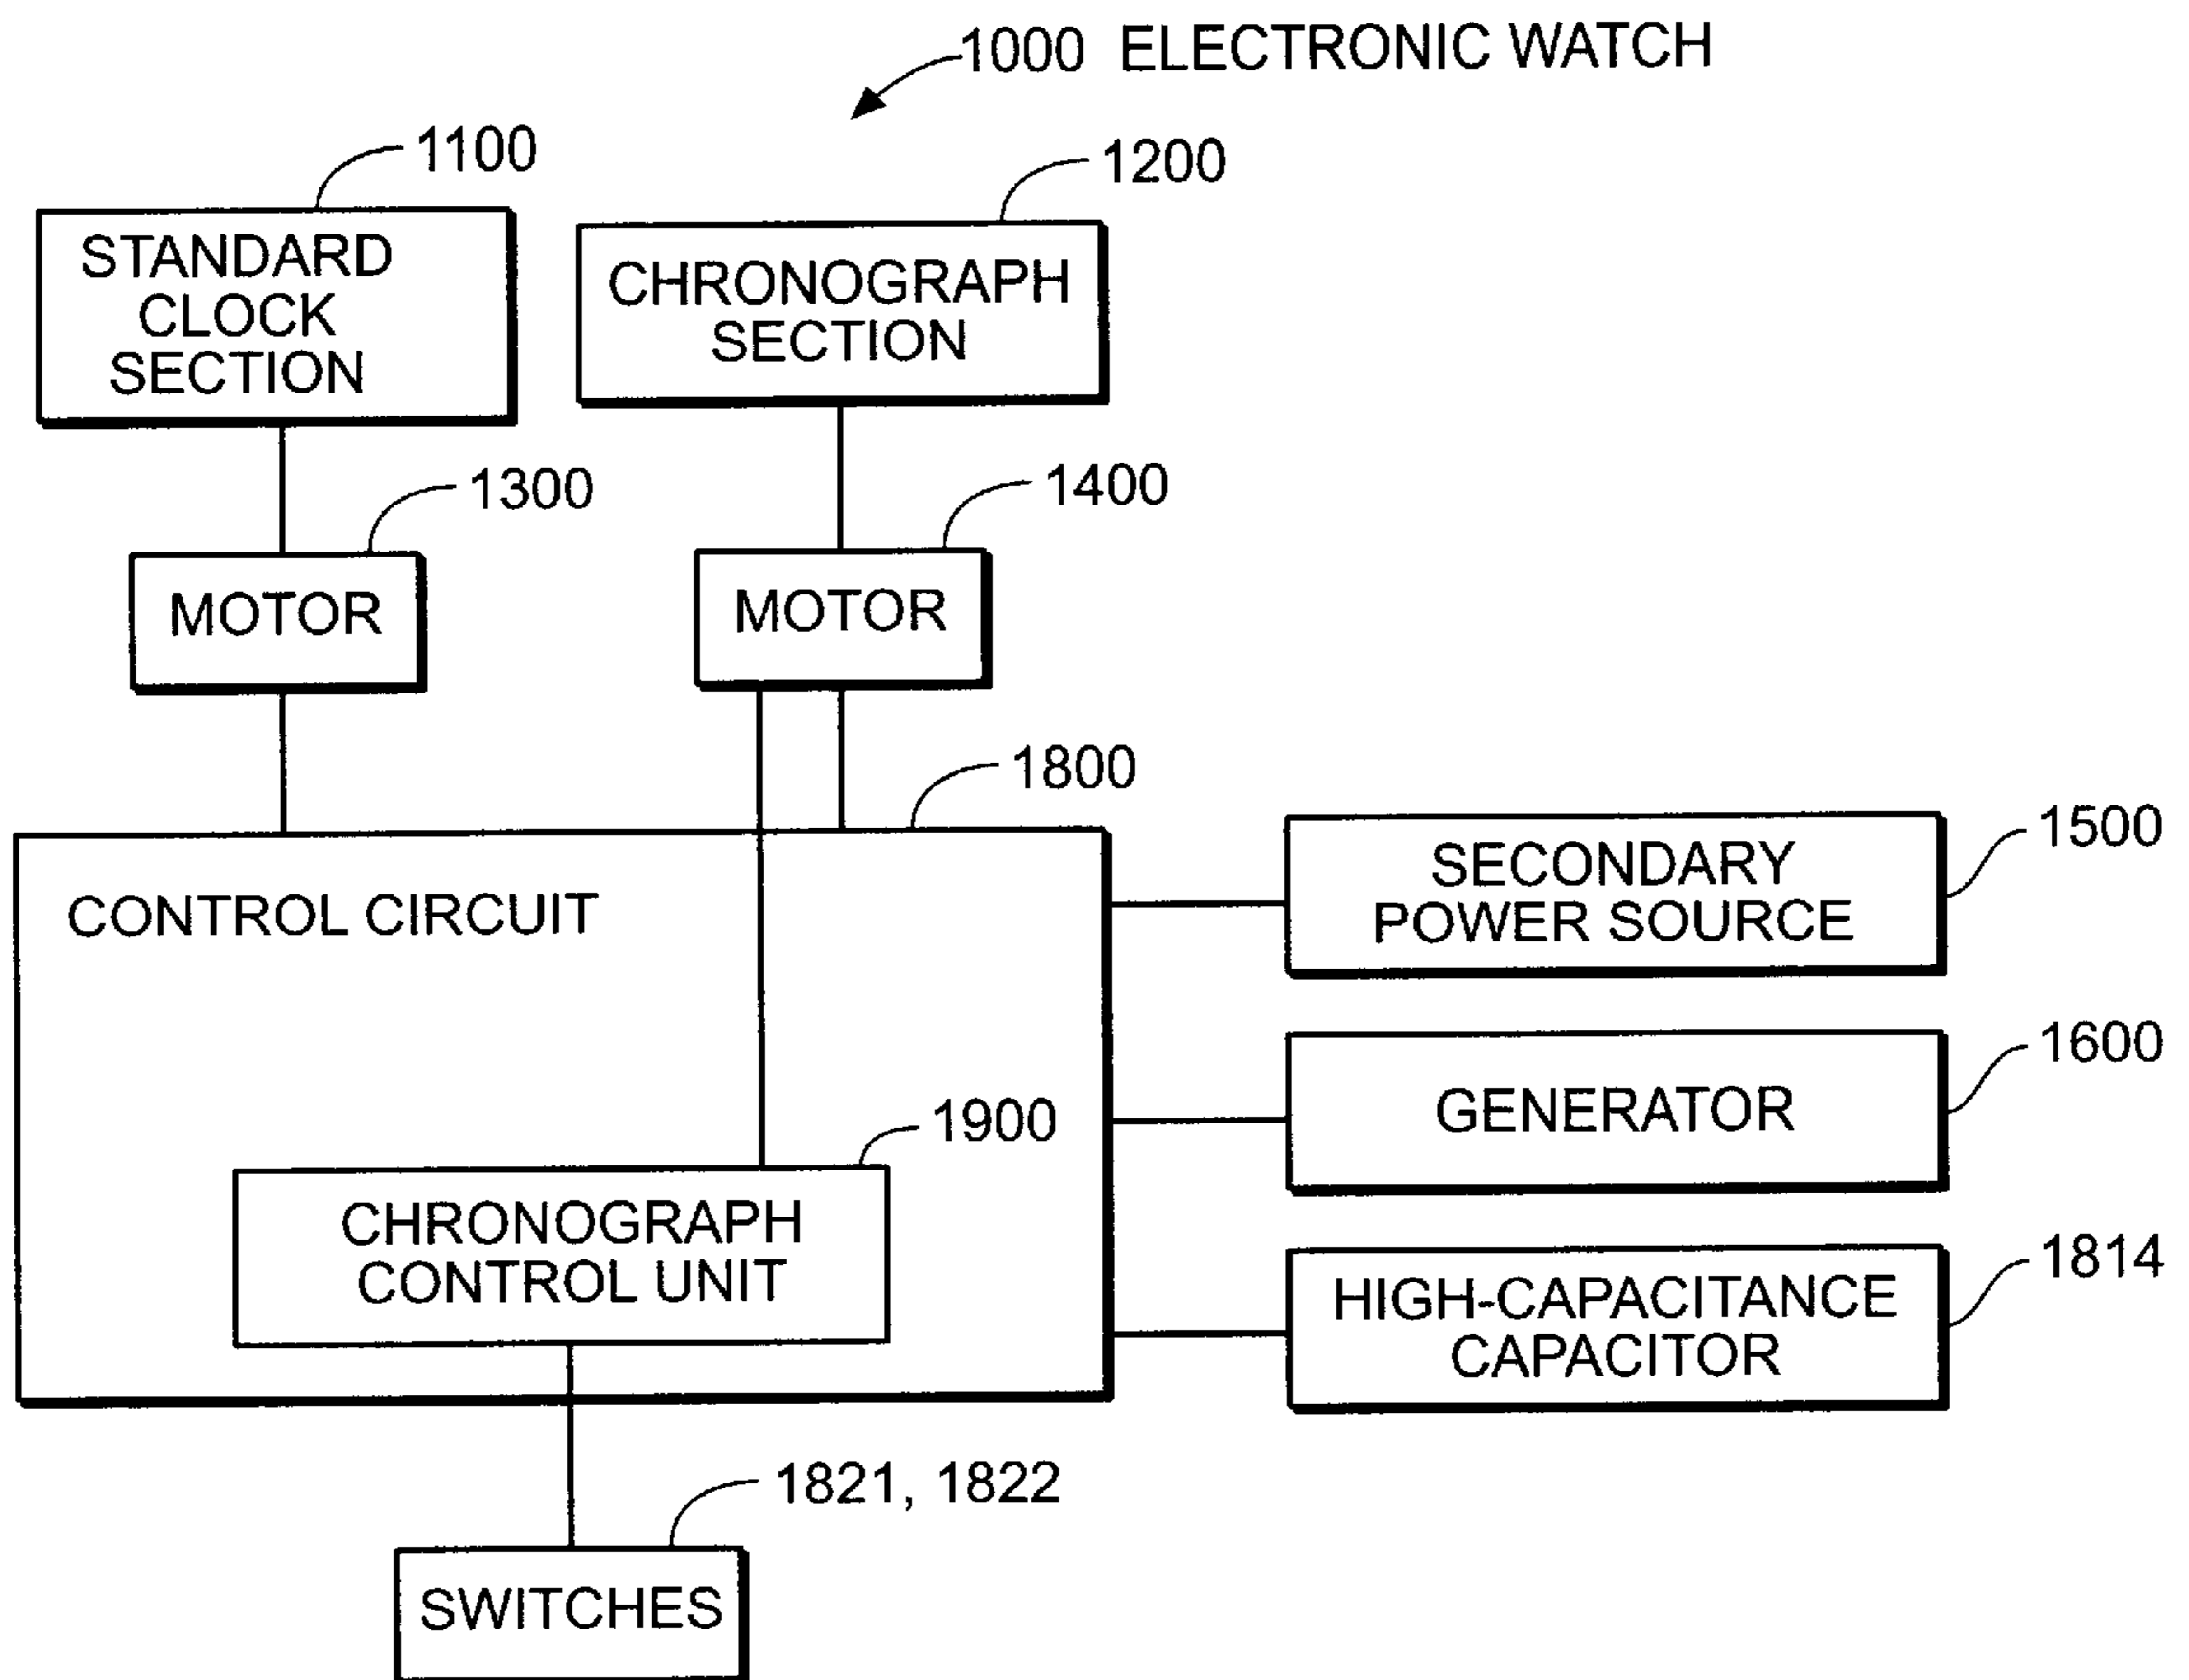 1000 ELECTRONIC WATCH
1100
1200
STANDARD
CLOCK
SECTION
CHRONOGRAPH
SECTION
1300
1400
MOTOR
MOTOR
1800
1500
CONTROL CIRCUIT
SECONDARY
POWER SOURCE
1600
GENERATOR
1900
CHRONOGRAPH
CONTROL UNIT
1814
HIGH-CAPACITANCE
CAPACITOR
1821, 1822
SWITCHES